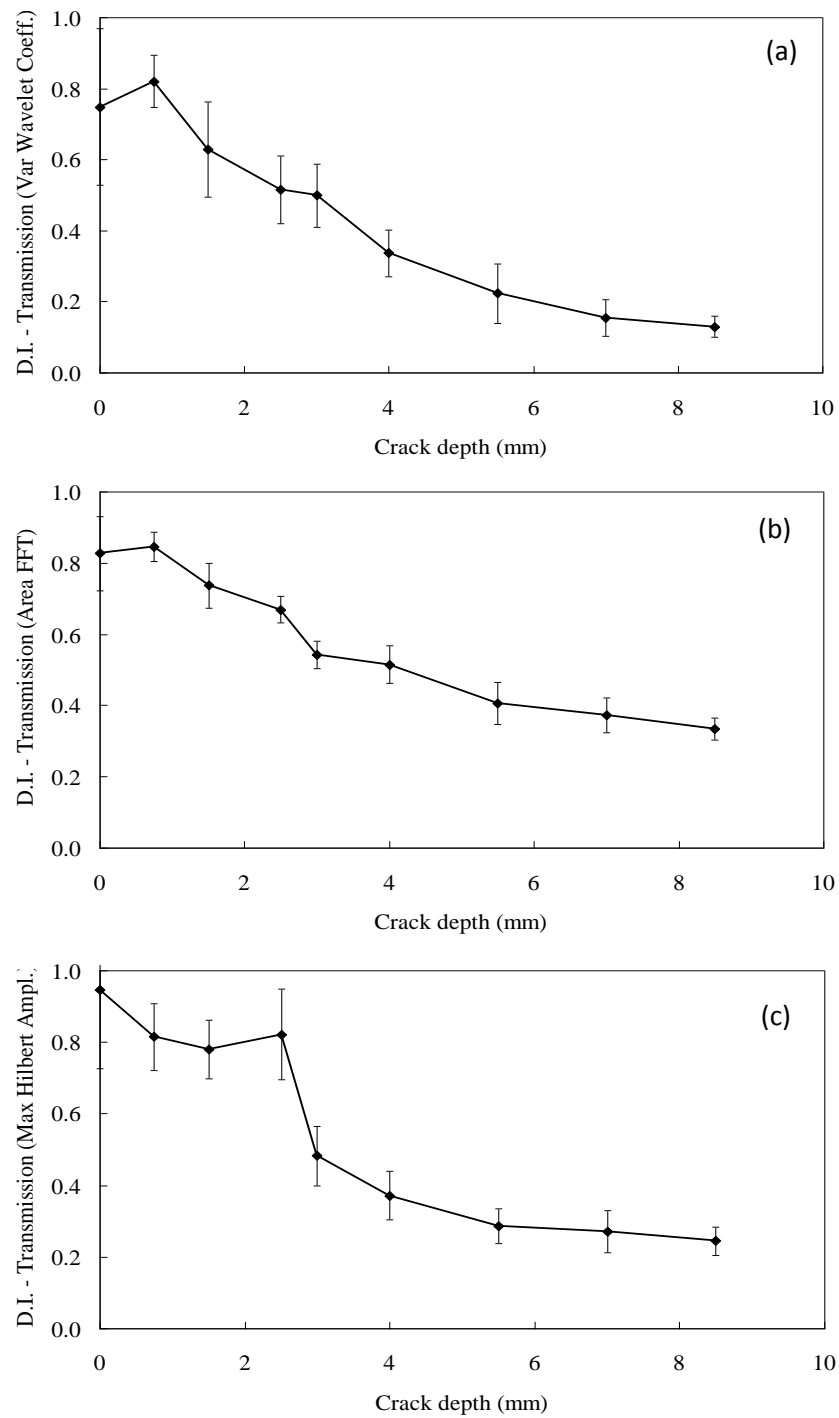 D.I. - Transmission (Var Wavelet Coeff.)
1.0
0.8
0.6
0.4
0.2
0.0
(a)
0 2 4 6 8 10
Crack depth (mm)
D.I. - Transmission (Area FFT)
1.0
0.8
0.6
0.4
0.2
0.0
(b)
0 2 4 6 8 10
Crack depth (mm)
D.I. - Transmission (Max Hilbert Ampl.)
1.0
0.8
0.6
0.4
0.2
0.0
(c)
0 2 4 6 8 10
Crack depth (mm)